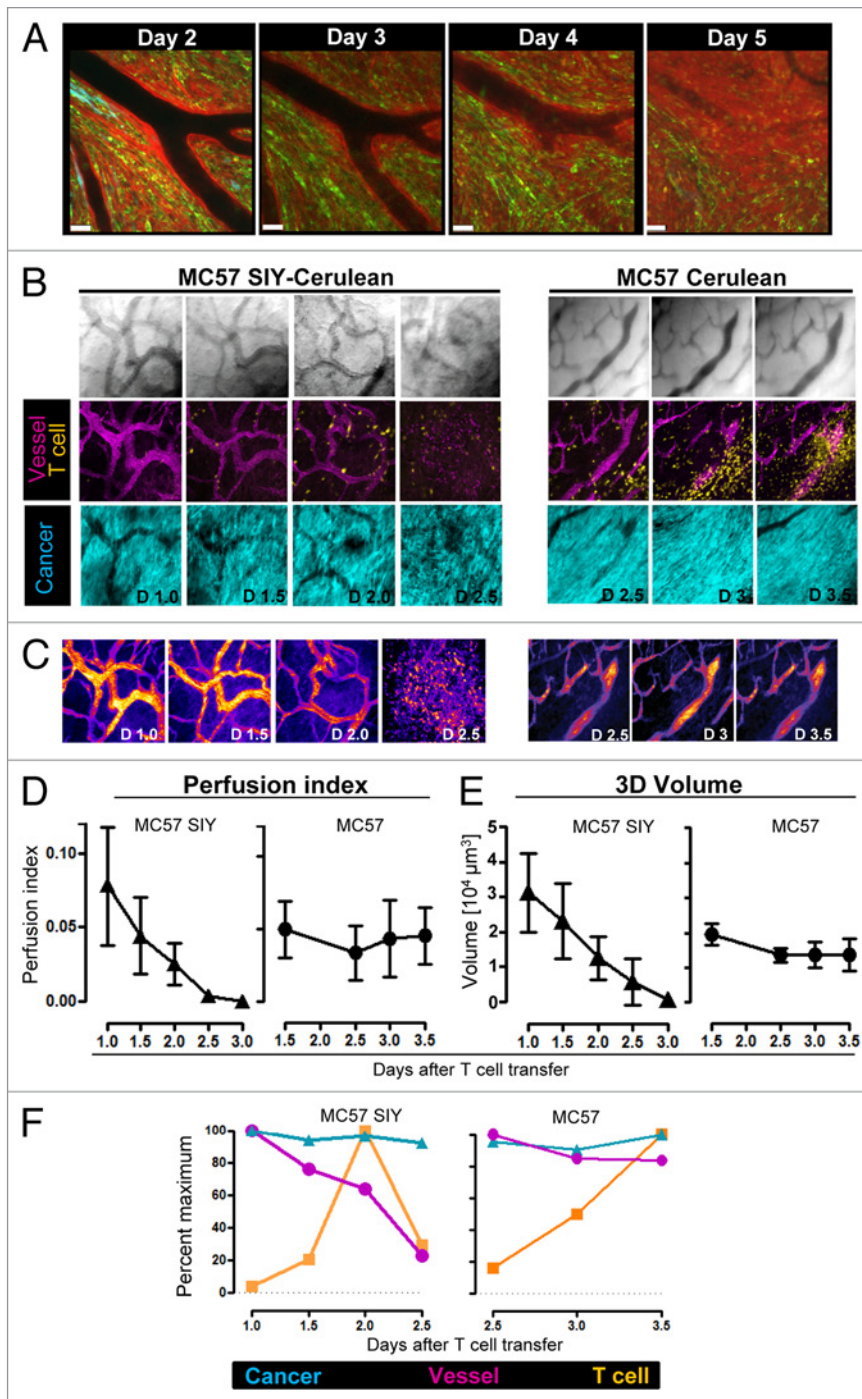 A
Day 2 Day 3 Day 4 Day 5
B
MC57 SIY-Cerulean MC57 Cerulean
Vessel
T cell
Cancer
D 1.0 D 1.5 D 2.0 D 2.5 D 2.5 D 3 D 3.5
C
D 1.0 D 1.5 D 2.0 D 2.5 D 2.5 D 3 D 3.5
D Perfusion index E 3D Volume
MC57 SIY MC57 MC57 SIY MC57
Perfusion index
0.10
0.05
0.00
Volume [10⁴ µm³]
5
4
3
2
1
0
1.0 1.5 2.0 2.5 3.0 1.5 2.0 2.5 3.0 3.5 1.0 1.5 2.0 2.5 3.0 1.5 2.0 2.5 3.0 3.5
Days after T cell transfer
F
MC57 SIY MC57
Percent maximum
100
80
60
40
20
0
1.0 1.5 2.0 2.5 2.5 3.0 3.5
Days after T cell transfer
Cancer Vessel T cell